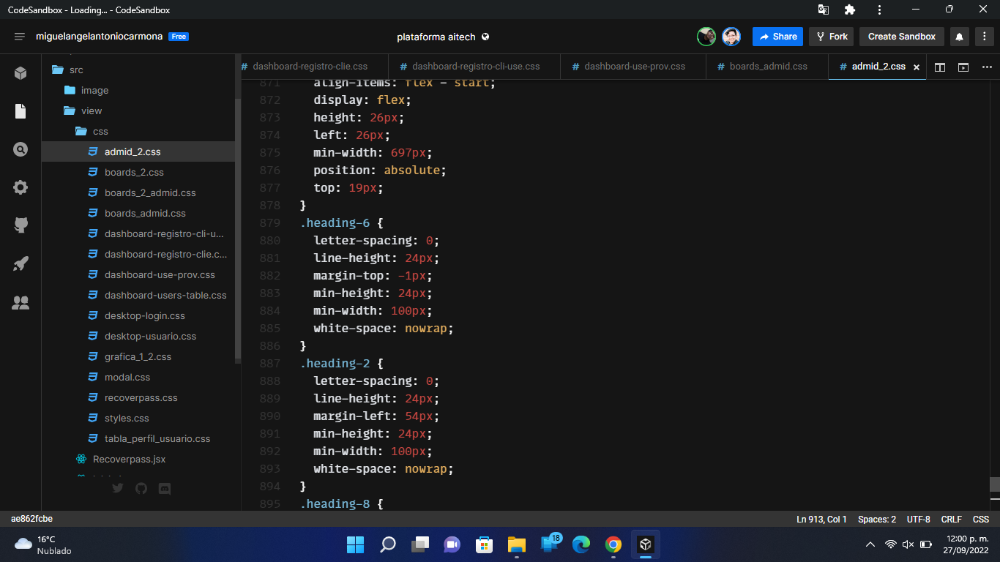 CodeSandbox - Loading... - CodeSandbox
miguelangelantoniocarmona Free
plataforma aitech
Share
Fork
Create Sandbox
src
image
view
css
admid_2.css
boards_2.css
boards_2_admid.css
boards_admid.css
dashboard-registro-cli-u...
dashboard-registro-clie.c...
dashboard-use-prov.css
dashboard-users-table.css
desktop-login.css
desktop-usuario.css
grafica_1_2.css
modal.css
recoverpass.css
styles.css
tabla_perfil_usuario.css
Recoverpass.jsx
# dashboard-registro-clie.css
# dashboard-registro-cli-use.css
# dashboard-use-prov.css
# boards_admid.css
# admid_2.css
871 align-items: flex - start;
872 display: flex;
873 height: 26px;
874 left: 26px;
875 min-width: 697px;
876 position: absolute;
877 top: 19px;
878 }
879 .heading-6 {
880 letter-spacing: 0;
881 line-height: 24px;
882 margin-top: -1px;
883 min-height: 24px;
884 min-width: 100px;
885 white-space: nowrap;
886 }
887 .heading-2 {
888 letter-spacing: 0;
889 line-height: 24px;
890 margin-left: 54px;
891 min-height: 24px;
892 min-width: 100px;
893 white-space: nowrap;
894 }
895 .heading-8 {
ae862fcbe
Ln 913, Col 1
Spaces: 2
UTF-8
CRLF
CSS
16°C
Nublado
18
12:00 p. m.
27/09/2022